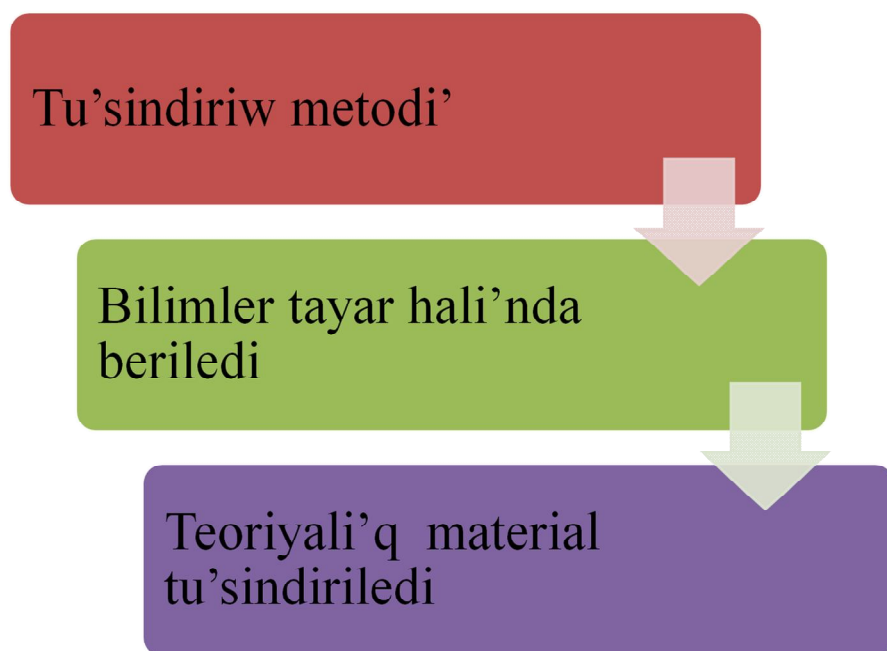 Tu’sindiriw metodi’
Bilimler tayar hali’nda
beriledi
Teoriyali’q material
tu’sindiriledi